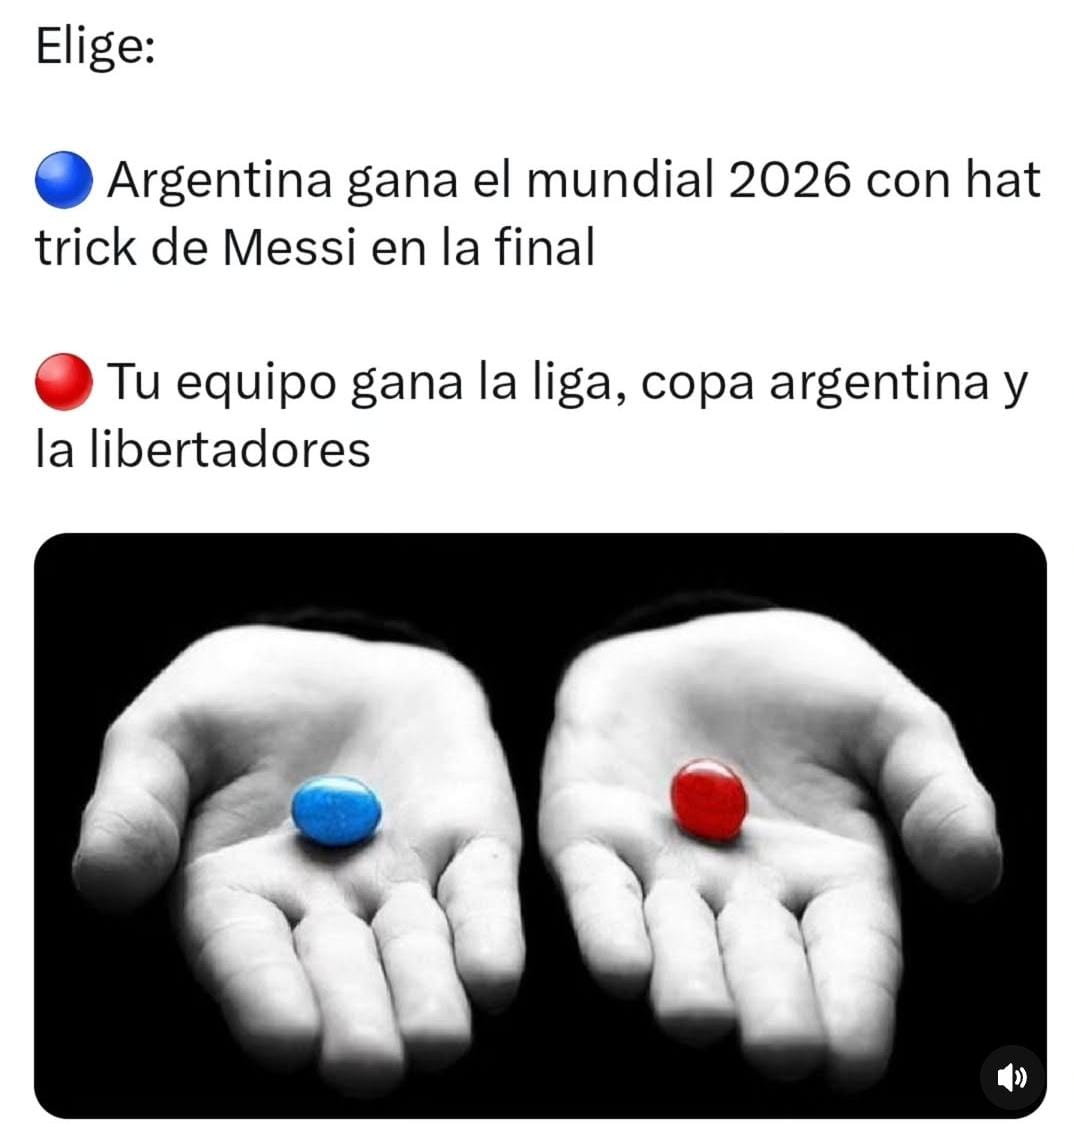 Elige:
🔵 Argentina gana el mundial 2026 con hat
trick de Messi en la final
🔴 Tu equipo gana la liga, copa argentina y
la libertadores